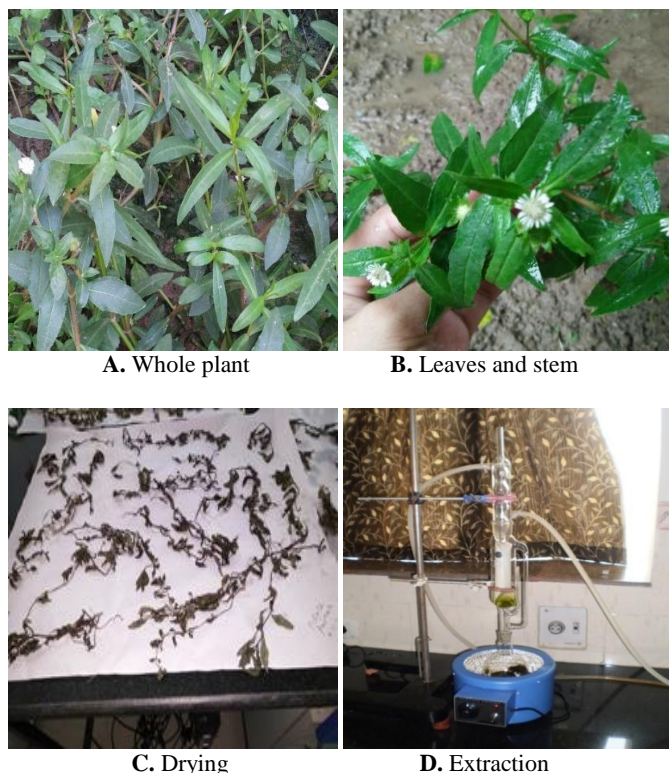 A. Whole plant
B. Leaves and stem
C. Drying
D. Extraction